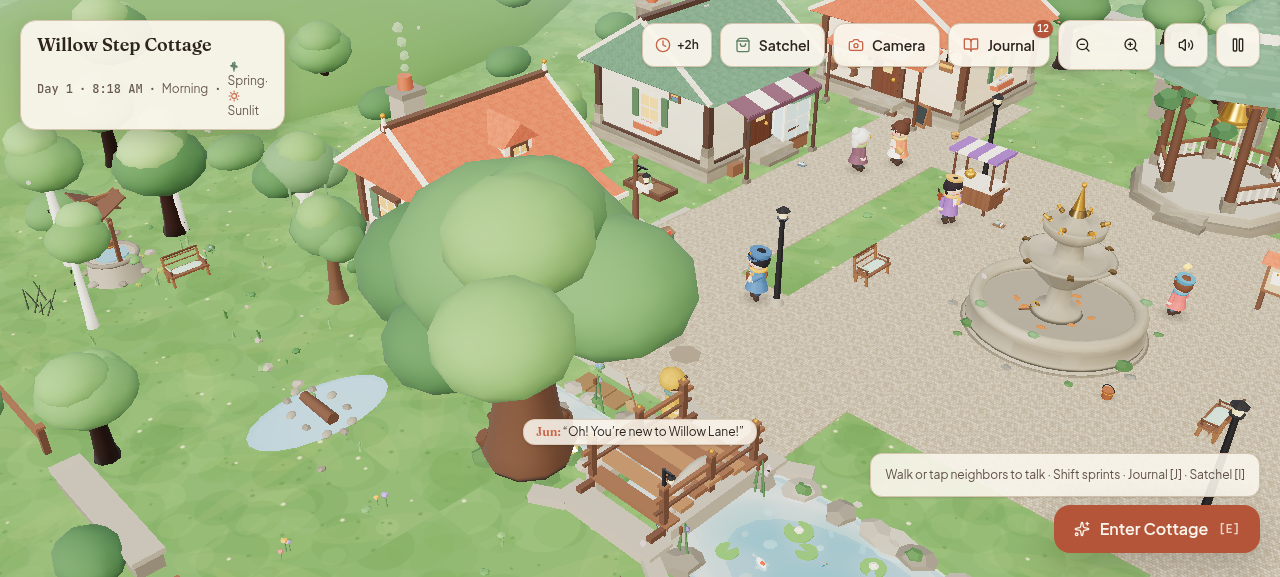 Willow Step Cottage
Day 1 · 8:18 AM · Morning · Spring · Sunlit
+2h
Satchel
Camera
Journal
12
Jun: “Oh! You're new to Willow Lane!”
Walk or tap neighbors to talk · Shift sprints · Journal [J] · Satchel [I]
Enter Cottage [E]